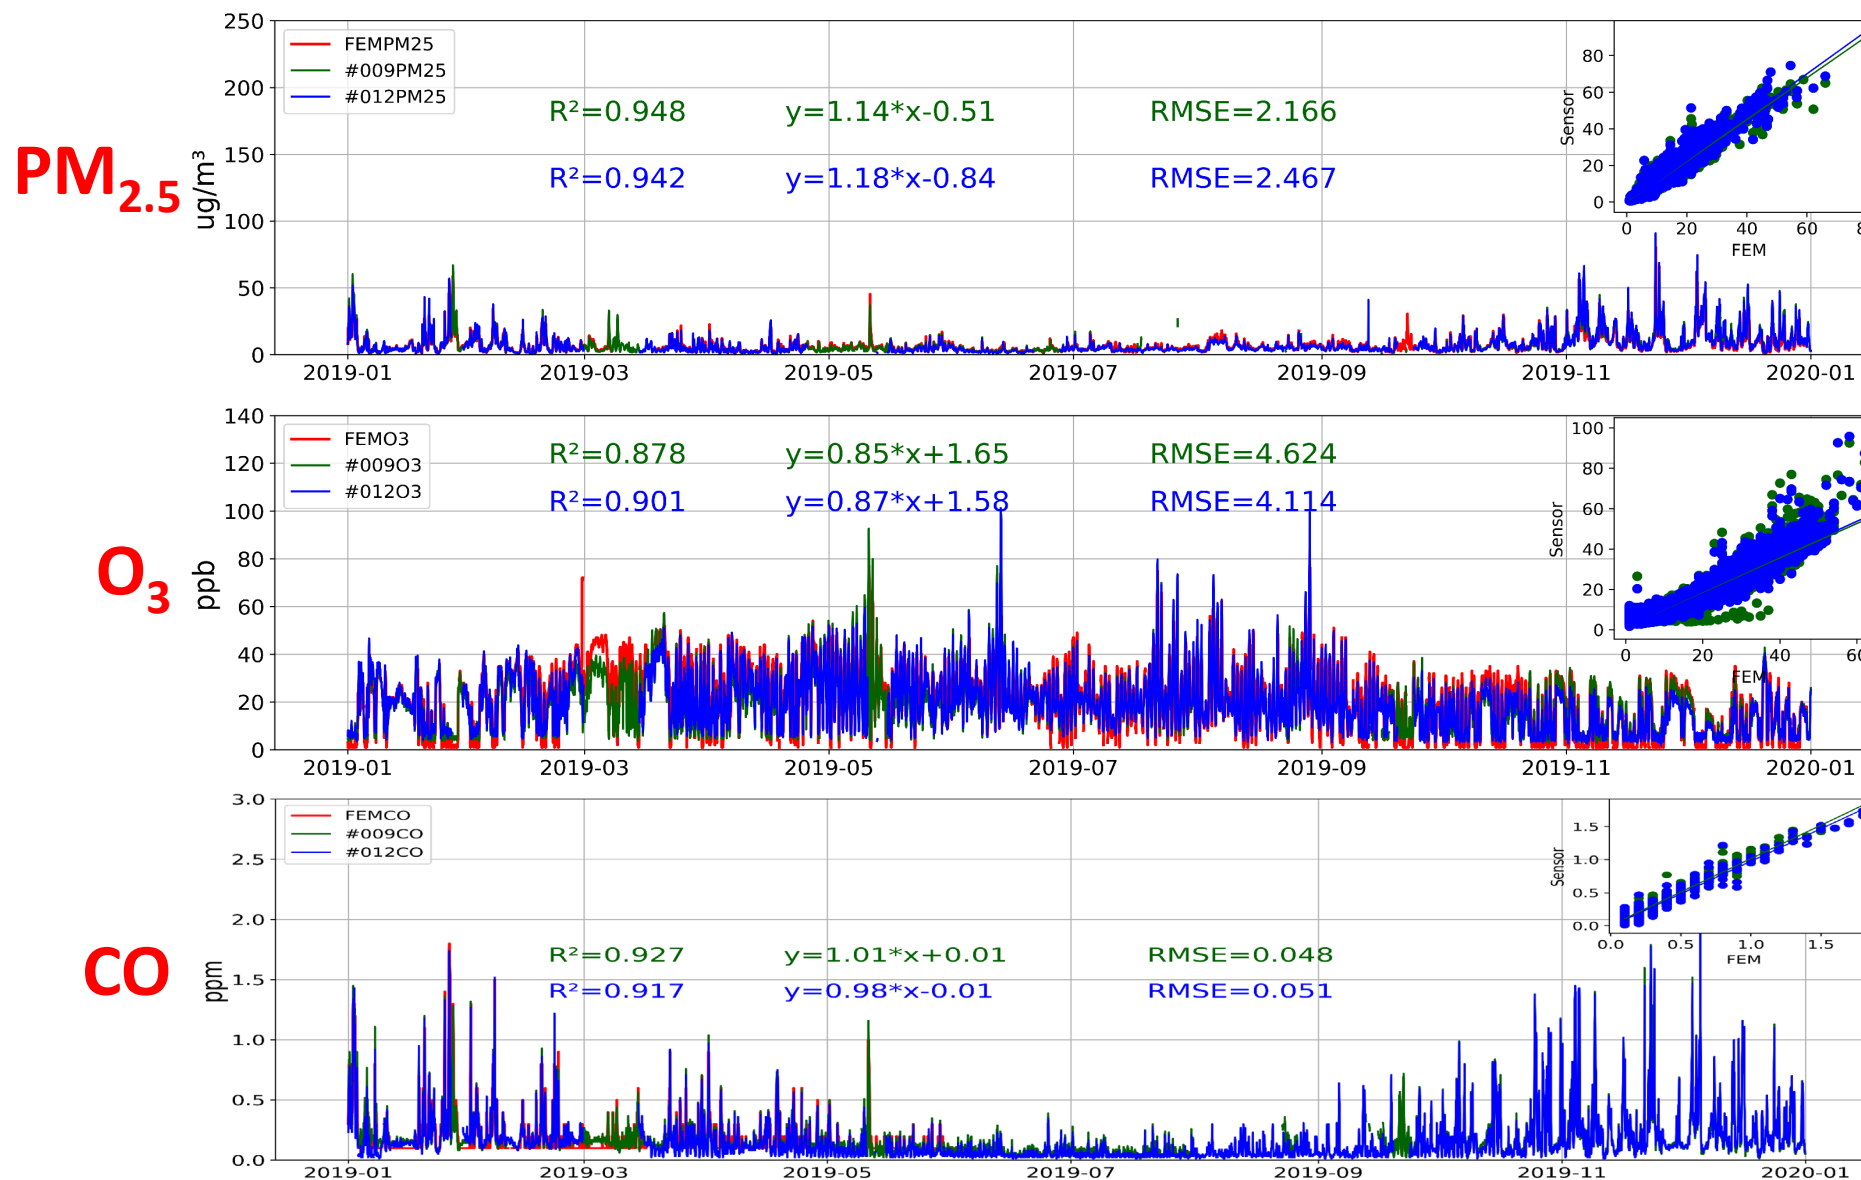 PM2.5
ug/m³
250
200
150
100
50
0
FEMPM25
#009PM25
#012PM25
R²=0.948 y=1.14*x-0.51 RMSE=2.166
R²=0.942 y=1.18*x-0.84 RMSE=2.467
Sensor
80
60
40
20
0
0 20 40 60 8
FEM
2019-01 2019-03 2019-05 2019-07 2019-09 2019-11 2020-01
O3
ppb
140
120
100
80
60
40
20
0
FEMO3
#009O3
#012O3
R²=0.878 y=0.85*x+1.65 RMSE=4.624
R²=0.901 y=0.87*x+1.58 RMSE=4.114
Sensor
100
80
60
40
20
0
0 20 40 60
FEM
2019-01 2019-03 2019-05 2019-07 2019-09 2019-11 2020-01
CO
ppm
3.0
2.5
2.0
1.5
1.0
0.5
0.0
FEMCO
#009CO
#012CO
R²=0.927 y=1.01*x+0.01 RMSE=0.048
R²=0.917 y=0.98*x-0.01 RMSE=0.051
Sensor
1.5
1.0
0.5
0.0
0.0 0.5 1.0 1.5
FEM
2019-01 2019-03 2019-05 2019-07 2019-09 2019-11 2020-01